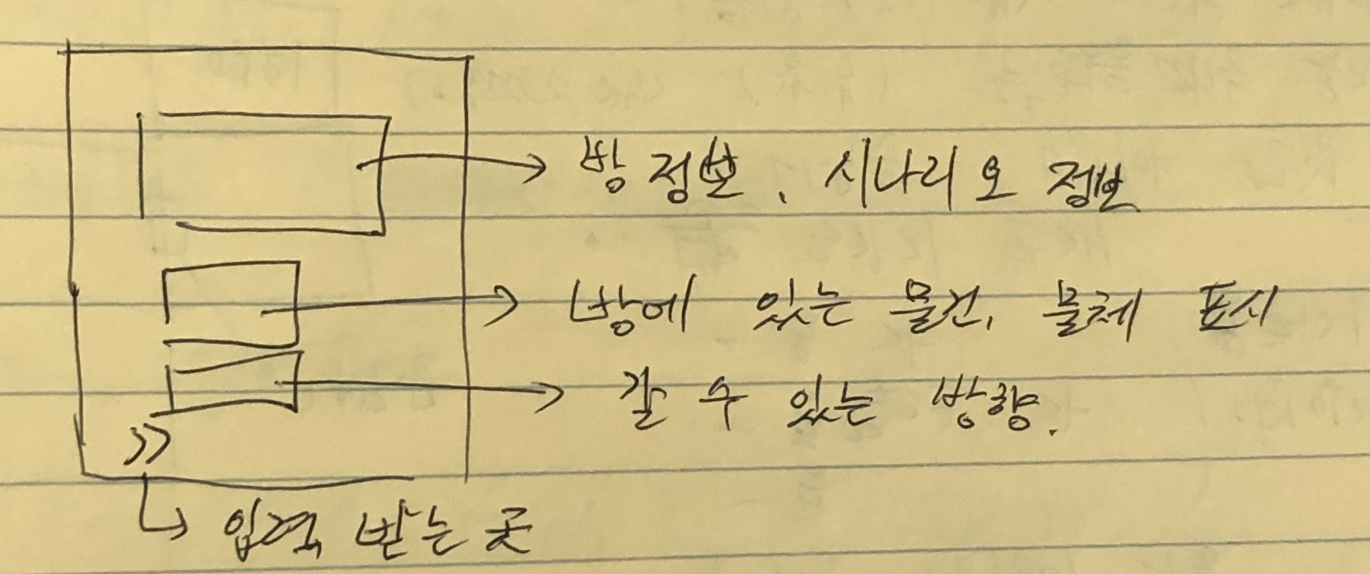 방 정보, 시나리오 정보
방에 있는 물건, 물체 표시
갈 수 있는 방향.
>>
입력 받는 곳